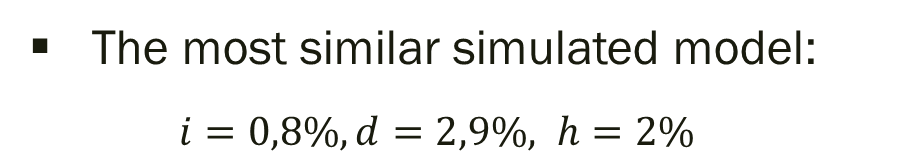 ▪ The most similar simulated model:
i = 0,8%, d = 2,9%, h = 2%